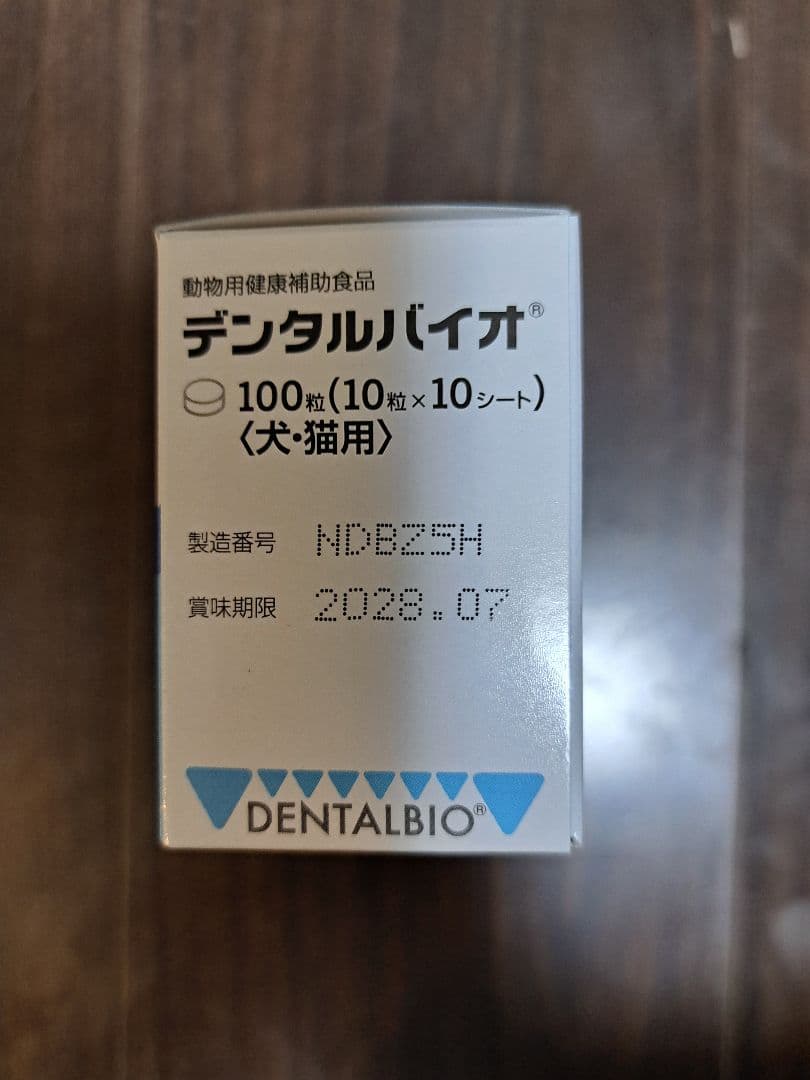 動物用健康補助食品
デンタルバイオ®
100粒(10粒×10シート)
〈犬・猫用〉
製造番号 NDBZ5H
賞味期限 2028.07
DENTALBIO®